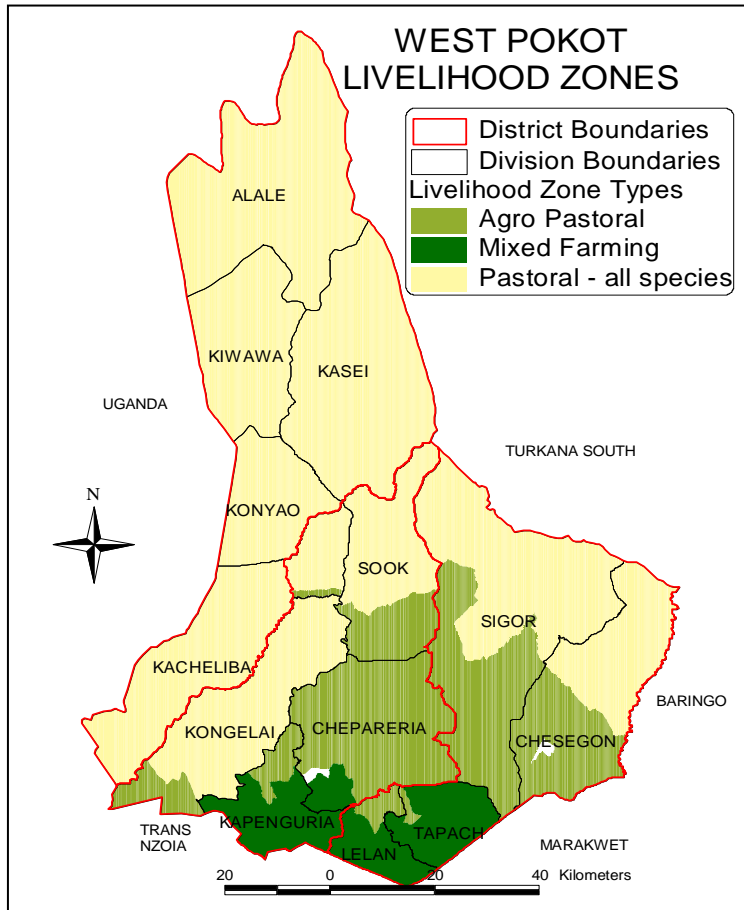 WEST POKOT
LIVELIHOOD ZONES
District Boundaries
Division Boundaries
Livelihood Zone Types
Agro Pastoral
Mixed Farming
Pastoral - all species
ALALE
KIWAWA
KASEI
UGANDA
TURKANA SOUTH
N
KONYAO
SOOK
SIGOR
KACHELIBA
BARINGO
KONGELAI
CHEPARERIA
CHESEGON
KAPENGURIA
TAPACH
TRANS
NZOIA
LELAN
MARAKWET
20 0 20 40 Kilometers